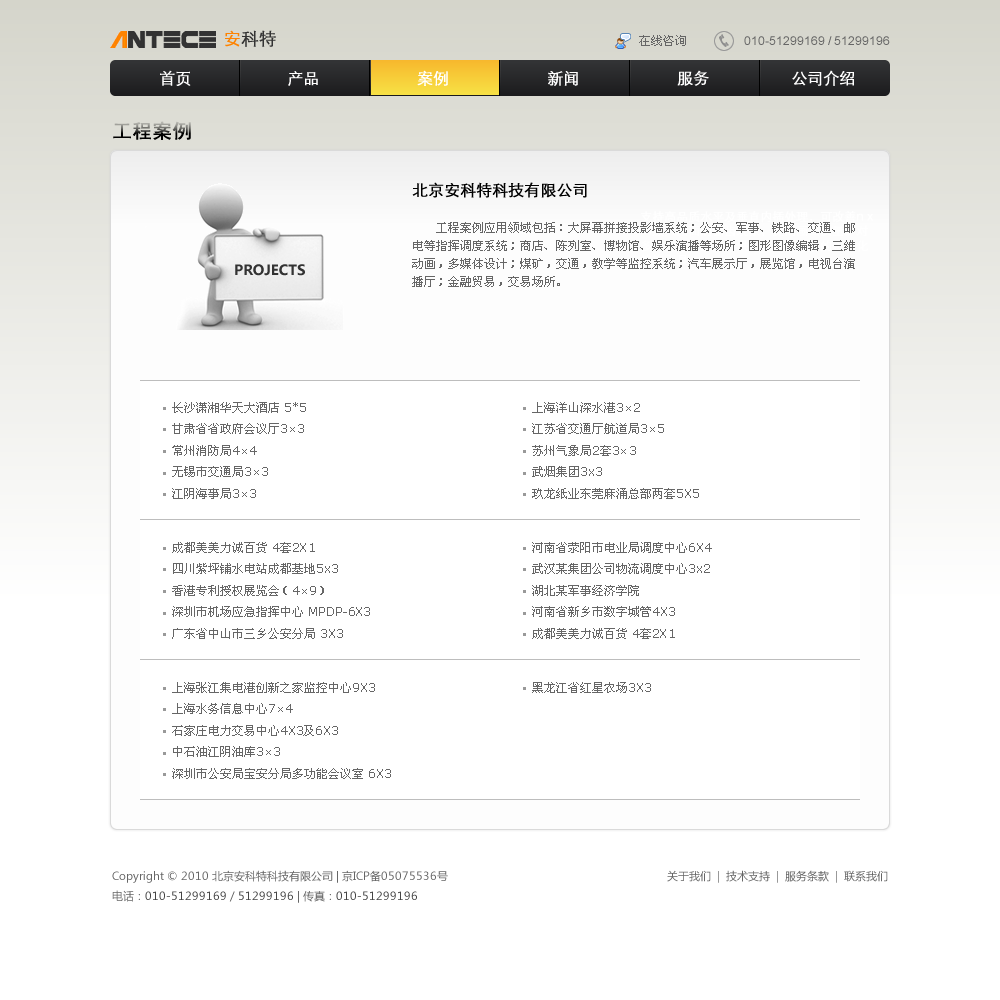 ANTECE 安科特
在线咨询 010-51299169 / 51299196
首页 产品 案例 新闻 服务 公司介绍
工程案例
北京安科特科技有限公司
工程案例应用领域包括：大屏幕拼接投影墙系统；公安、军事、铁路、交通、邮
电等指挥调度系统；商店、陈列室、博物馆、娱乐演播等场所；图形图像编辑，三维
动画，多媒体设计；煤矿，交通，教学等监控系统；汽车展示厅，展览馆，电视台演
播厅；金融贸易，交易场所。
PROJECTS
长沙潇湘华天大酒店 5*5
甘肃省省政府会议厅3×3
常州消防局4×4
无锡市交通局3×3
江阴海事局3×3
上海洋山深水港3×2
江苏省交通厅航道局3×5
苏州气象局2套3×3
武烟集团3x3
玖龙纸业东莞麻涌总部两套5X5
成都美美力诚百货 4套2X1
四川紫坪铺水电站成都基地5x3
香港专利授权展览会（4×9）
深圳市机场应急指挥中心 MPDP-6X3
广东省中山市三乡公安分局 3X3
河南省荥阳市电业局调度中心6X4
武汉某集团公司物流调度中心3x2
湖北某军事经济学院
河南省新乡市数字城管4X3
成都美美力诚百货 4套2X1
上海张江集电港创新之家监控中心9X3
上海水务信息中心7×4
石家庄电力交易中心4X3及6X3
中石油江阴油库3×3
深圳市公安局宝安分局多功能会议室 6X3
黑龙江省红星农场3X3
Copyright © 2010 北京安科特科技有限公司 | 京ICP备05075536号
电话：010-51299169 / 51299196 | 传真：010-51299196
关于我们 | 技术支持 | 服务条款 | 联系我们